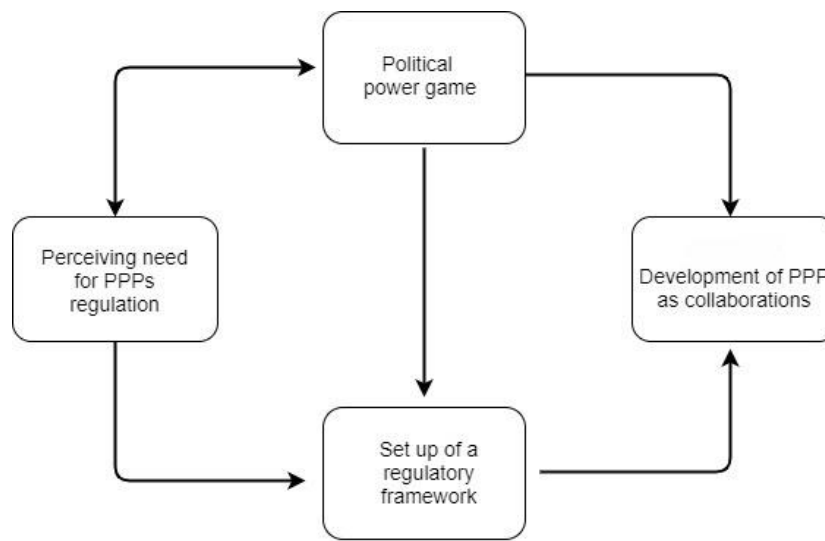 Political
power game
Perceiving need
for PPPs
regulation
Development of PPP
as collaborations
Set up of a
regulatory
framework